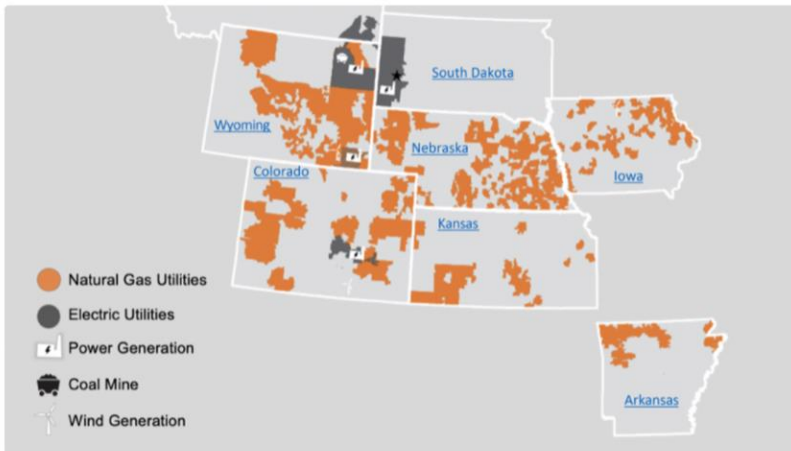 South Dakota
Wyoming
Nebraska
Iowa
Colorado
Kansas
Natural Gas Utilities
Electric Utilities
Power Generation
Coal Mine
Arkansas
Wind Generation